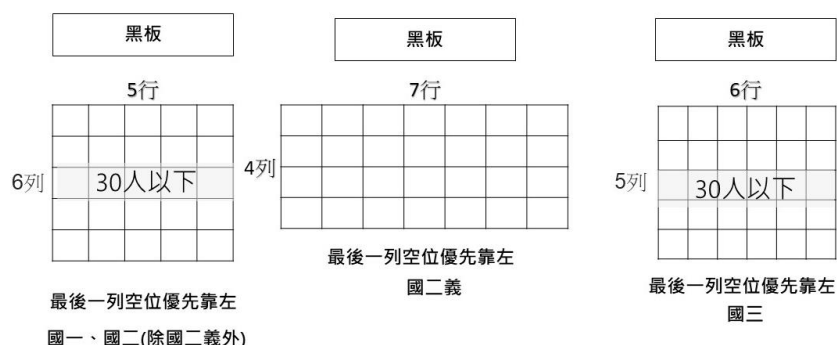 黑板
5行
6列
30人以下
最後一列空位優先靠左
國一、國二(除國二義外)
黑板
7行
4列
最後一列空位優先靠左
國二義
黑板
6行
5列
30人以下
最後一列空位優先靠左
國三